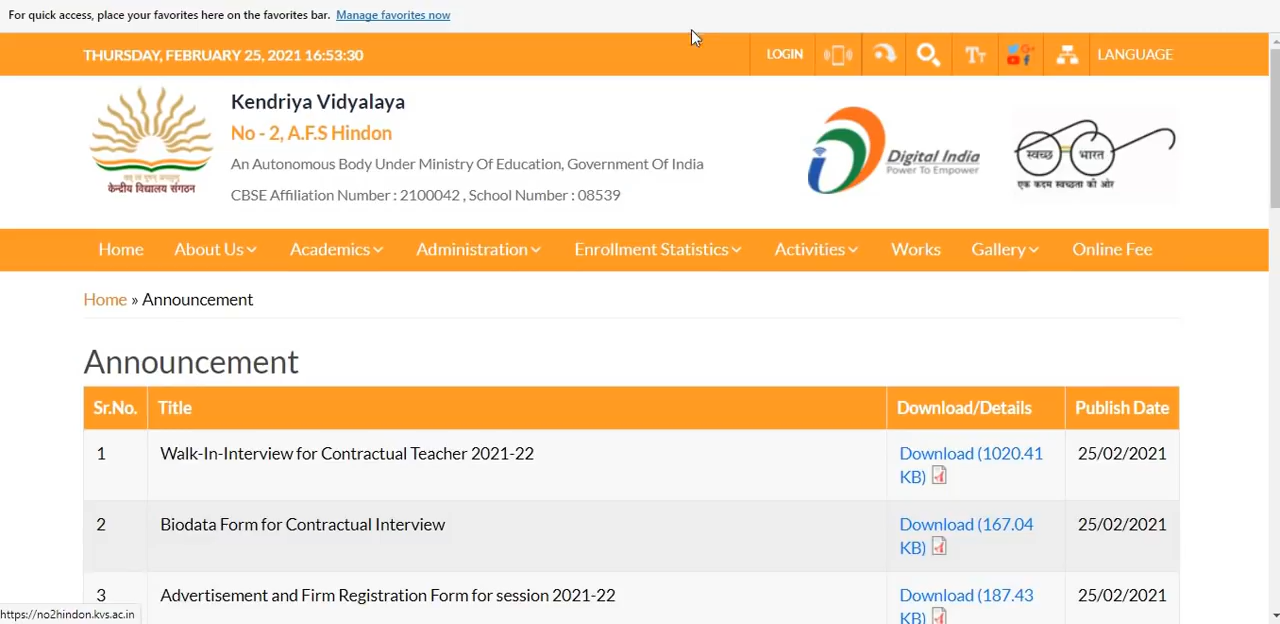 For quick access, place your favorites here on the favorites bar. Manage favorites now
THURSDAY, FEBRUARY 25, 2021 16:53:30 LOGIN TT LANGUAGE
Kendriya Vidyalaya
No - 2, A.F.S Hindon
An Autonomous Body Under Ministry Of Education, Government Of India
CBSE Affiliation Number : 2100042 , School Number : 08539
केन्द्रीय विद्यालय संगठन
Digital India
Power To Empower
स्वच्छ भारत
एक कदम स्वच्छता की ओर
Home About Us Academics Administration Enrollment Statistics Activities Works Gallery Online Fee
Home » Announcement
Announcement
Sr.No. Title Download/Details Publish Date
1 Walk-In-Interview for Contractual Teacher 2021-22 Download (1020.41 25/02/2021
KB)
2 Biodata Form for Contractual Interview Download (167.04 25/02/2021
KB)
3 Advertisement and Firm Registration Form for session 2021-22 Download (187.43 25/02/2021
KB)
https://no2hindon.kvs.ac.in